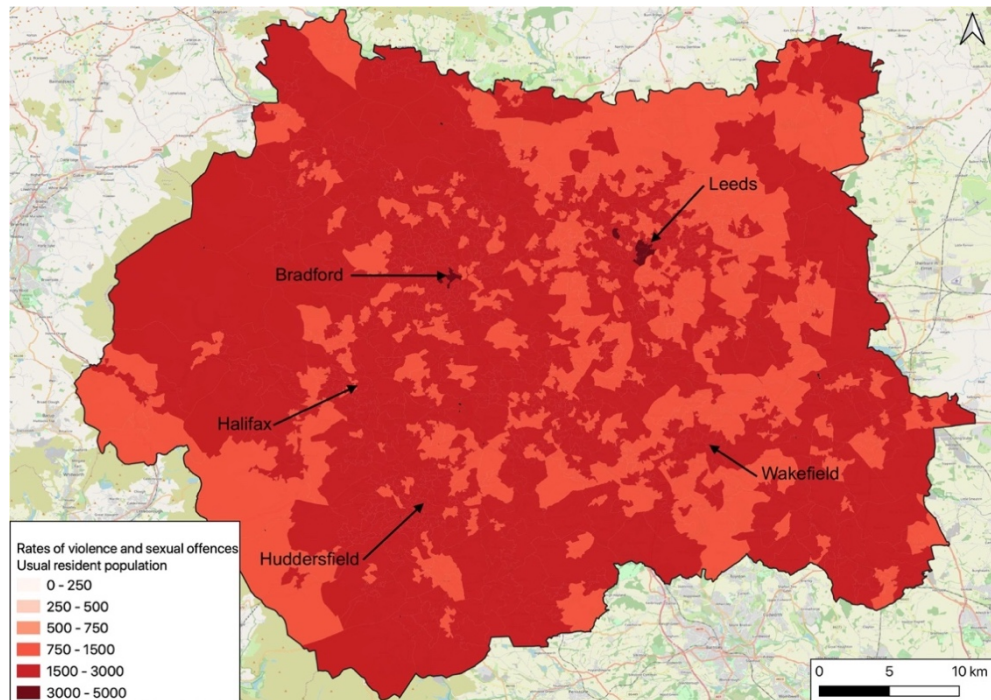 Leeds
Bradford
Halifax
Wakefield
Huddersfield
Rates of violence and sexual offences
Usual resident population
0 - 250
250 - 500
500 - 750
750 - 1500
1500 - 3000
3000 - 5000
0 5 10 km